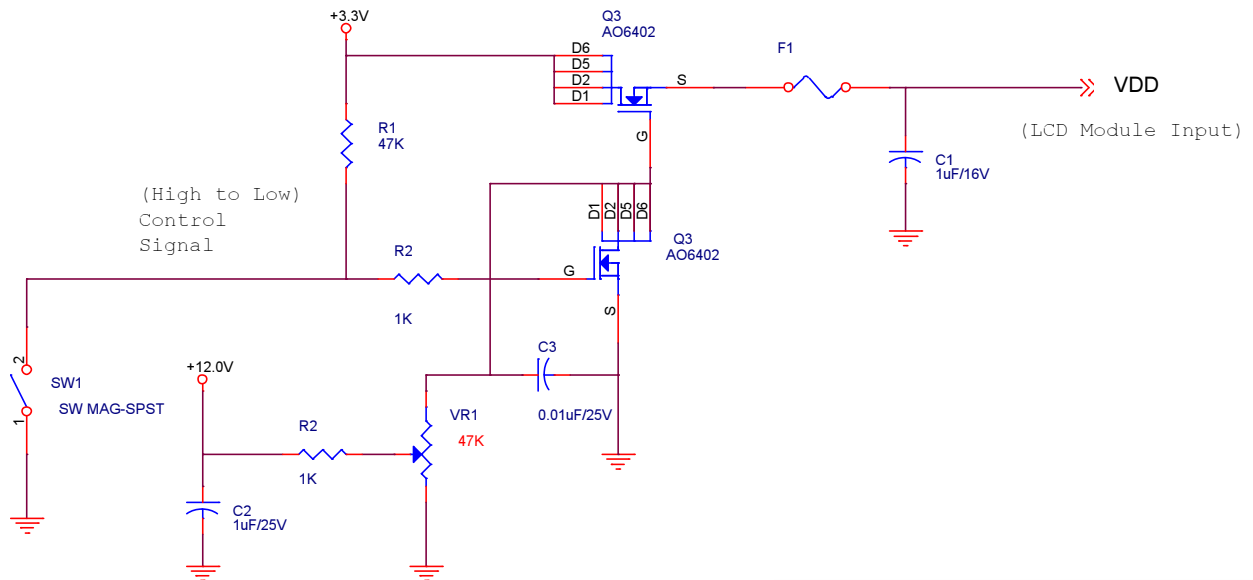 +3.3V
Q3
AO6402
D6
D5
D2
D1
S
G
F1
VDD
(LCD Module Input)
R1
47K
C1
1uF/16V
(High to Low)
Control
Signal
D1
D2
D5
D6
Q3
AO6402
R2
1K
G
S
2
1
SW1
SW MAG-SPST
+12.0V
C3
0.01uF/25V
VR1
47K
R2
1K
C2
1uF/25V